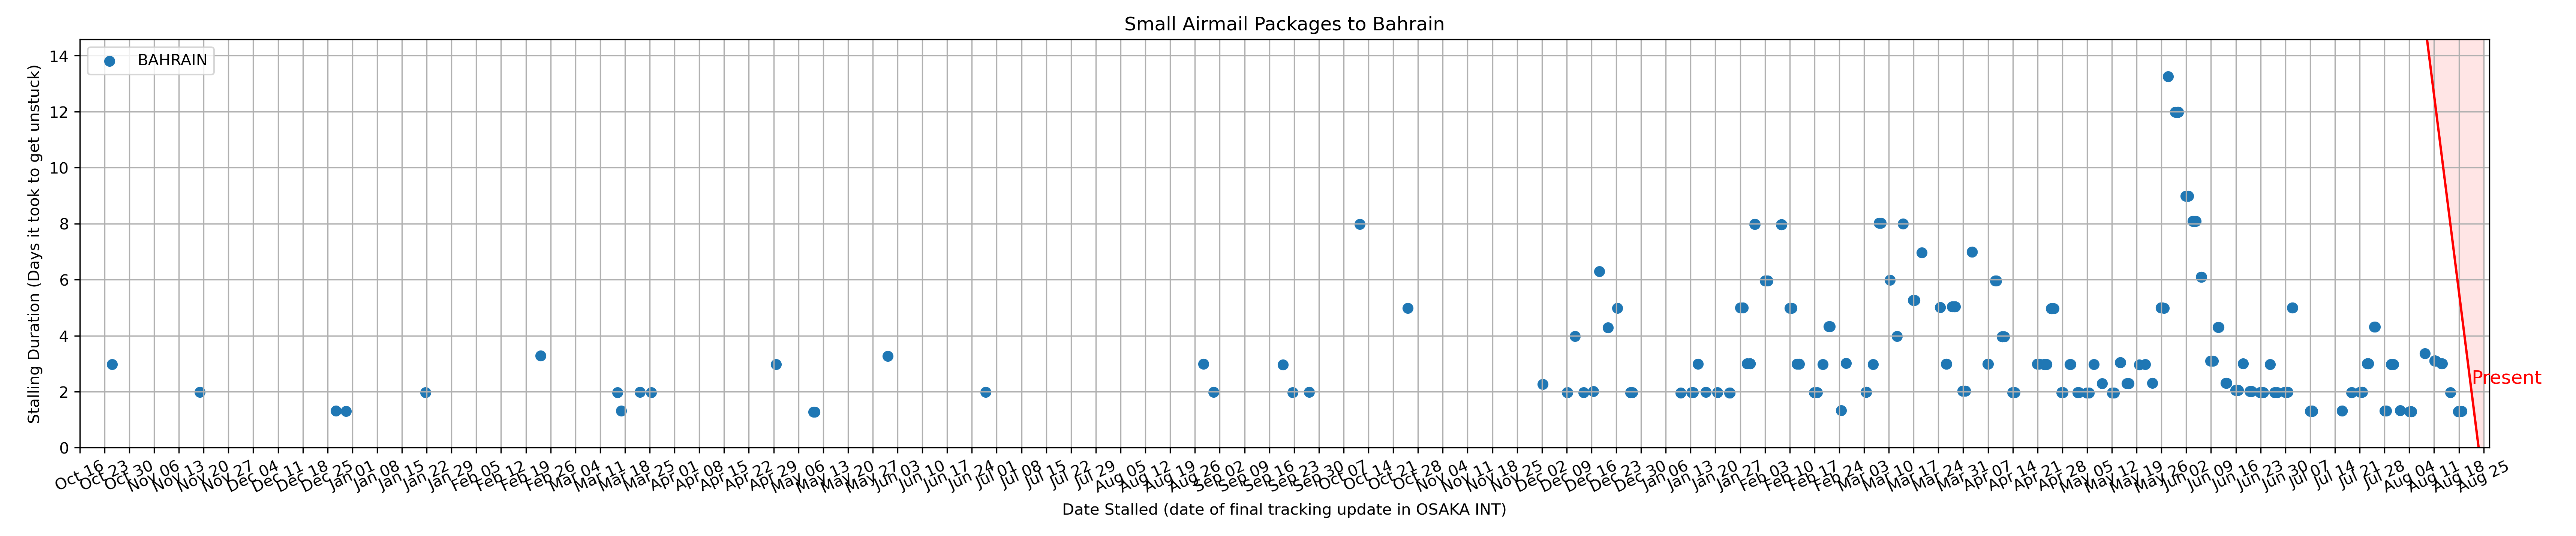 Small Airmail Packages to Bahrain
BAHRAIN
Stalling Duration (Days it took to get unstuck)
14
12
10
8
6
4
2
0
Present
Oct 16
Oct 23
Oct 30
Nov 06
Nov 13
Nov 20
Nov 27
Dec 04
Dec 11
Dec 18
Dec 25
Jan 01
Jan 08
Jan 15
Jan 22
Jan 29
Feb 05
Feb 12
Feb 19
Feb 26
Mar 04
Mar 11
Mar 18
Mar 25
Apr 01
Apr 08
Apr 15
Apr 22
Apr 29
May 06
May 13
May 20
May 27
Jun 03
Jun 10
Jun 17
Jun 24
Jul 01
Jul 08
Jul 15
Jul 22
Jul 29
Aug 05
Aug 12
Aug 19
Aug 26
Sep 02
Sep 09
Sep 16
Sep 23
Sep 30
Oct 07
Oct 14
Oct 21
Oct 28
Nov 04
Nov 11
Nov 18
Nov 25
Dec 02
Dec 09
Dec 16
Dec 23
Dec 30
Jan 06
Jan 13
Jan 20
Jan 27
Feb 03
Feb 10
Feb 17
Feb 24
Mar 03
Mar 10
Mar 17
Mar 24
Mar 31
Apr 07
Apr 14
Apr 21
Apr 28
May 05
May 12
May 19
May 26
Jun 02
Jun 09
Jun 16
Jun 23
Jun 30
Jul 07
Jul 14
Jul 21
Jul 28
Aug 04
Aug 11
Aug 18
Aug 25
Date Stalled (date of final tracking update in OSAKA INT)